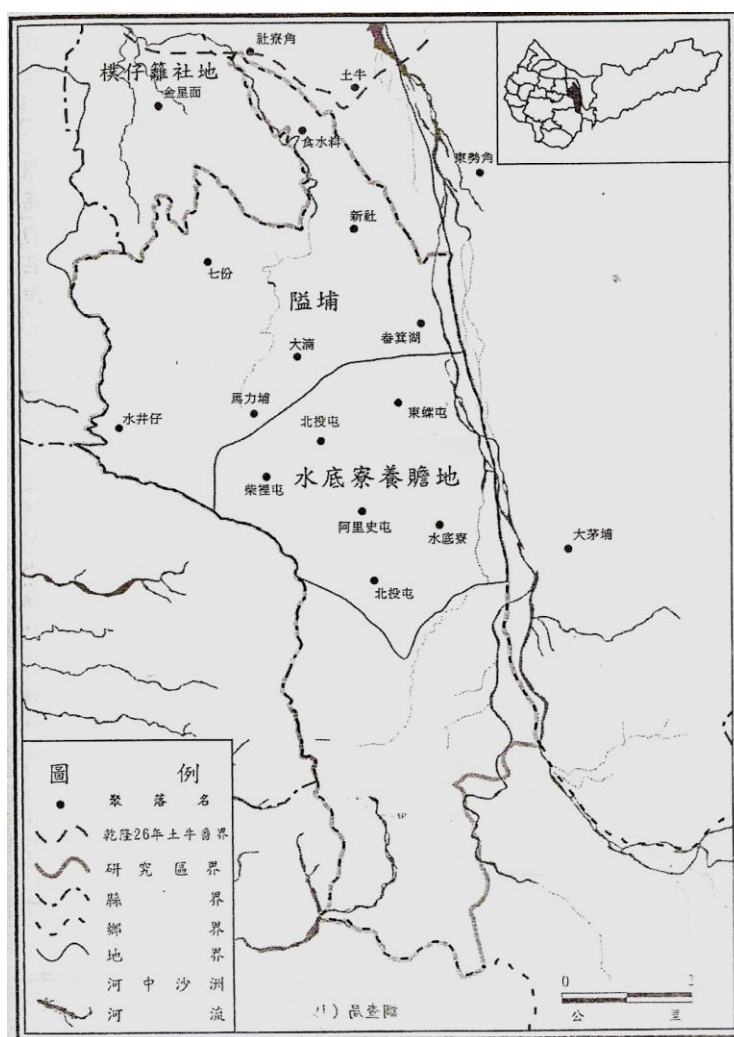 社寮角
樸仔籬社地
土牛
金星面
食水嵙
東勢角
新社
七份
隘埔
畚箕湖
大湳
馬力埔
東螺屯
水井仔
北投屯
水底寮養贍地
柴裡屯
阿里史屯
水底寮
大茅埔
北投屯
圖例
聚落名
乾隆26年土牛番界
研究區界
縣界
鄉界
地界
河中沙洲
河流
0 2
公里